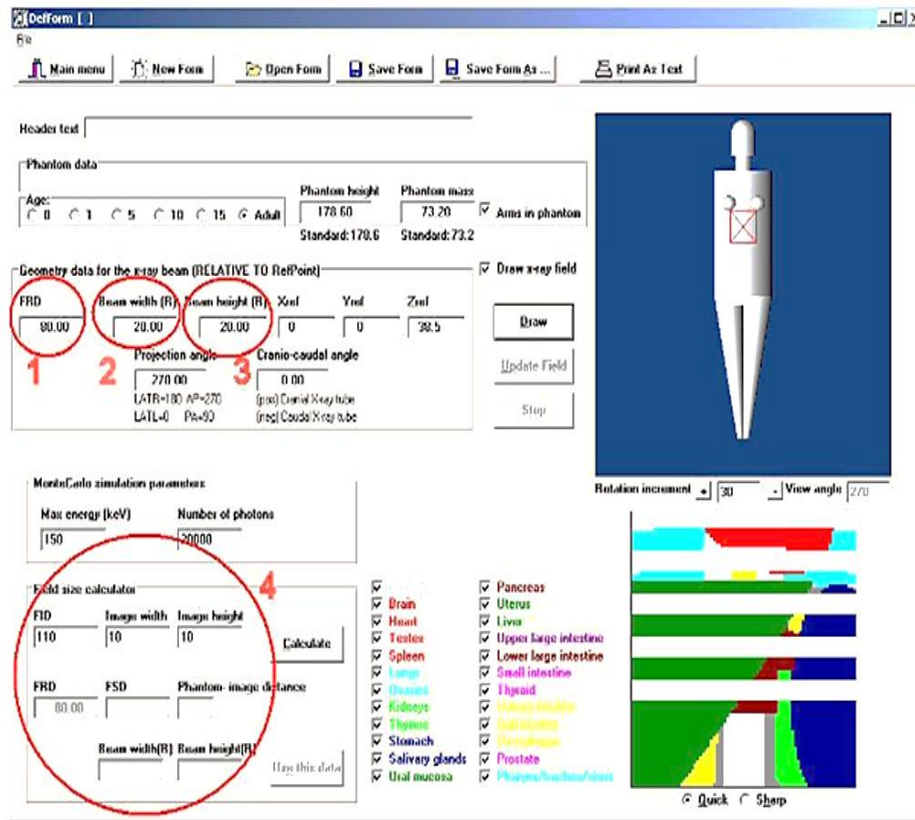 DefForm [ ]
File
Main menu New Form Open Form Save Form Save Form As ... Print As Text
Header text
Phantom data
Age:
0 1 5 10 15 Adult
Phantom height Phantom mass
178.60 73.20 Arms in phantom
Standard: 178.6 Standard: 73.2
Geometry data for the x-ray beam (RELATIVE TO RefPoint) Draw x-ray field
FRD Beam width (R) Beam height (R) Xref Yref Zref
80.00 20.00 20.00 0 0 38.5 Draw
1 2 3
Projection angle Cranio-caudal angle
270.00 0.00 Update Field
LATR=180 AP=270 (pos) Cranial X-ray tube
LATL=0 PA=90 (neg) Caudal X-ray tube
Stop
MonteCarlo simulation parameters
Max energy (keV) Number of photons
150 20000
Rotation increment + 30 - View angle 270
4
Field size calculator
FID Image width Image height
110 10 10 Calculate
FRD FSD Phantom- image distance
80.00
Beam width(R) Beam height(R)
Use this data
Brain
Heart
Testes
Spleen
Lungs
Ovaries
Kidneys
Thymus
Stomach
Salivary glands
Oral mucosa
Pancreas
Uterus
Liver
Upper large intestine
Lower large intestine
Small intestine
Thyroid
Urinary bladder
Gall bladder
Prostate
Pharynx/trachea/sinus
Quick Sharp